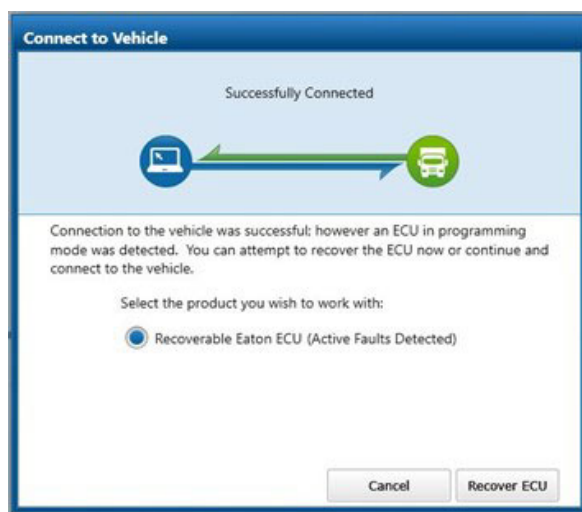 Connect to Vehicle
Successfully Connected
Connection to the vehicle was successful; however an ECU in programming
mode was detected. You can attempt to recover the ECU now or continue and
connect to the vehicle.
Select the product you wish to work with:
Recoverable Eaton ECU (Active Faults Detected)
Cancel
Recover ECU